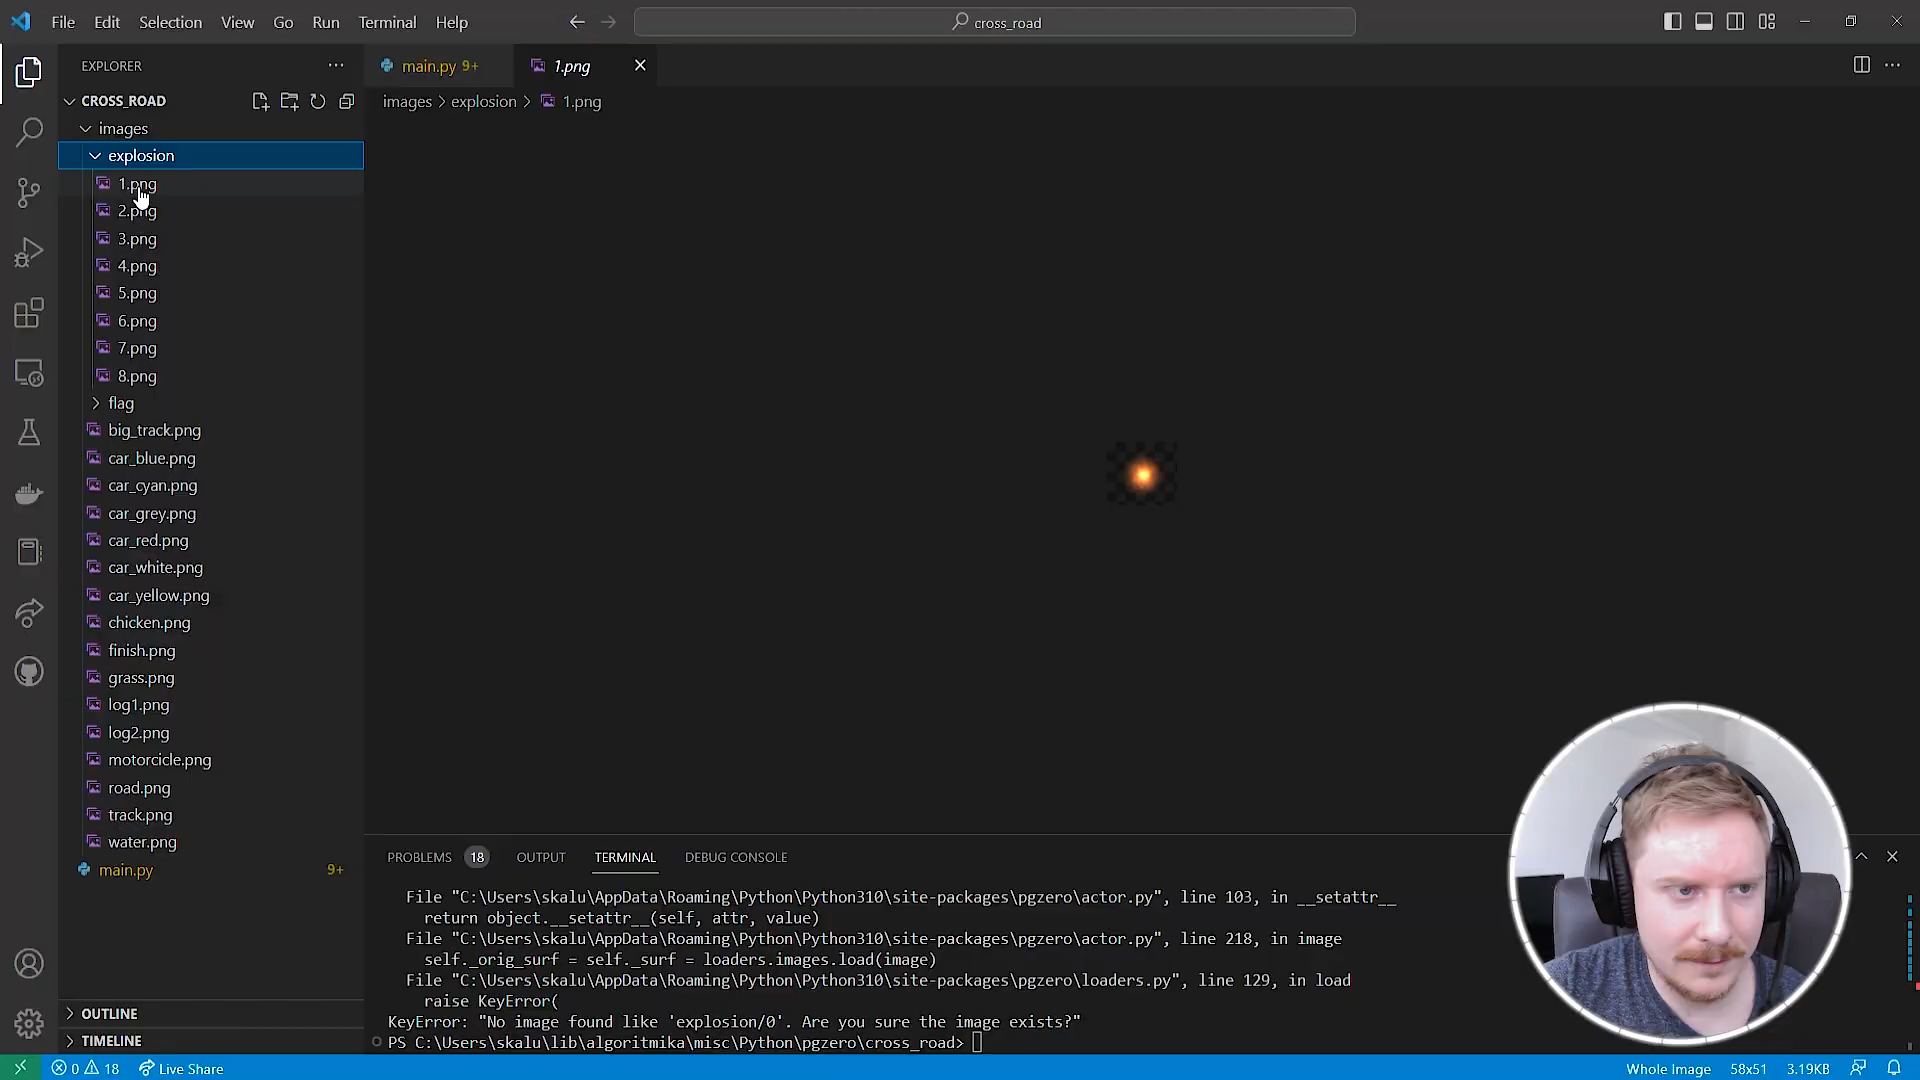 File Edit Selection View Go Run Terminal Help
cross_road
EXPLORER
main.py 9+
1.png
CROSS_ROAD
images > explosion > 1.png
images
explosion
1.png
2.png
3.png
4.png
5.png
6.png
7.png
8.png
flag
big_track.png
car_blue.png
car_cyan.png
car_grey.png
car_red.png
car_white.png
car_yellow.png
chicken.png
finish.png
grass.png
log1.png
log2.png
motorcicle.png
road.png
track.png
water.png
main.py 9+
OUTLINE
TIMELINE
PROBLEMS 18 OUTPUT TERMINAL DEBUG CONSOLE
File "C:\Users\skalu\AppData\Roaming\Python\Python310\site-packages\pgzero\actor.py", line 103, in __setattr__
return object.__setattr__(self, attr, value)
File "C:\Users\skalu\AppData\Roaming\Python\Python310\site-packages\pgzero\actor.py", line 218, in image
self._orig_surf = self._surf = loaders.images.load(image)
File "C:\Users\skalu\AppData\Roaming\Python\Python310\site-packages\pgzero\loaders.py", line 129, in load
raise KeyError(
KeyError: "No image found like 'explosion/0'. Are you sure the image exists?"
PS C:\Users\skalu\lib\algoritmika\misc\Python\pgzero\cross_road>
0 18 Live Share
Whole Image 58x51 3.19KB